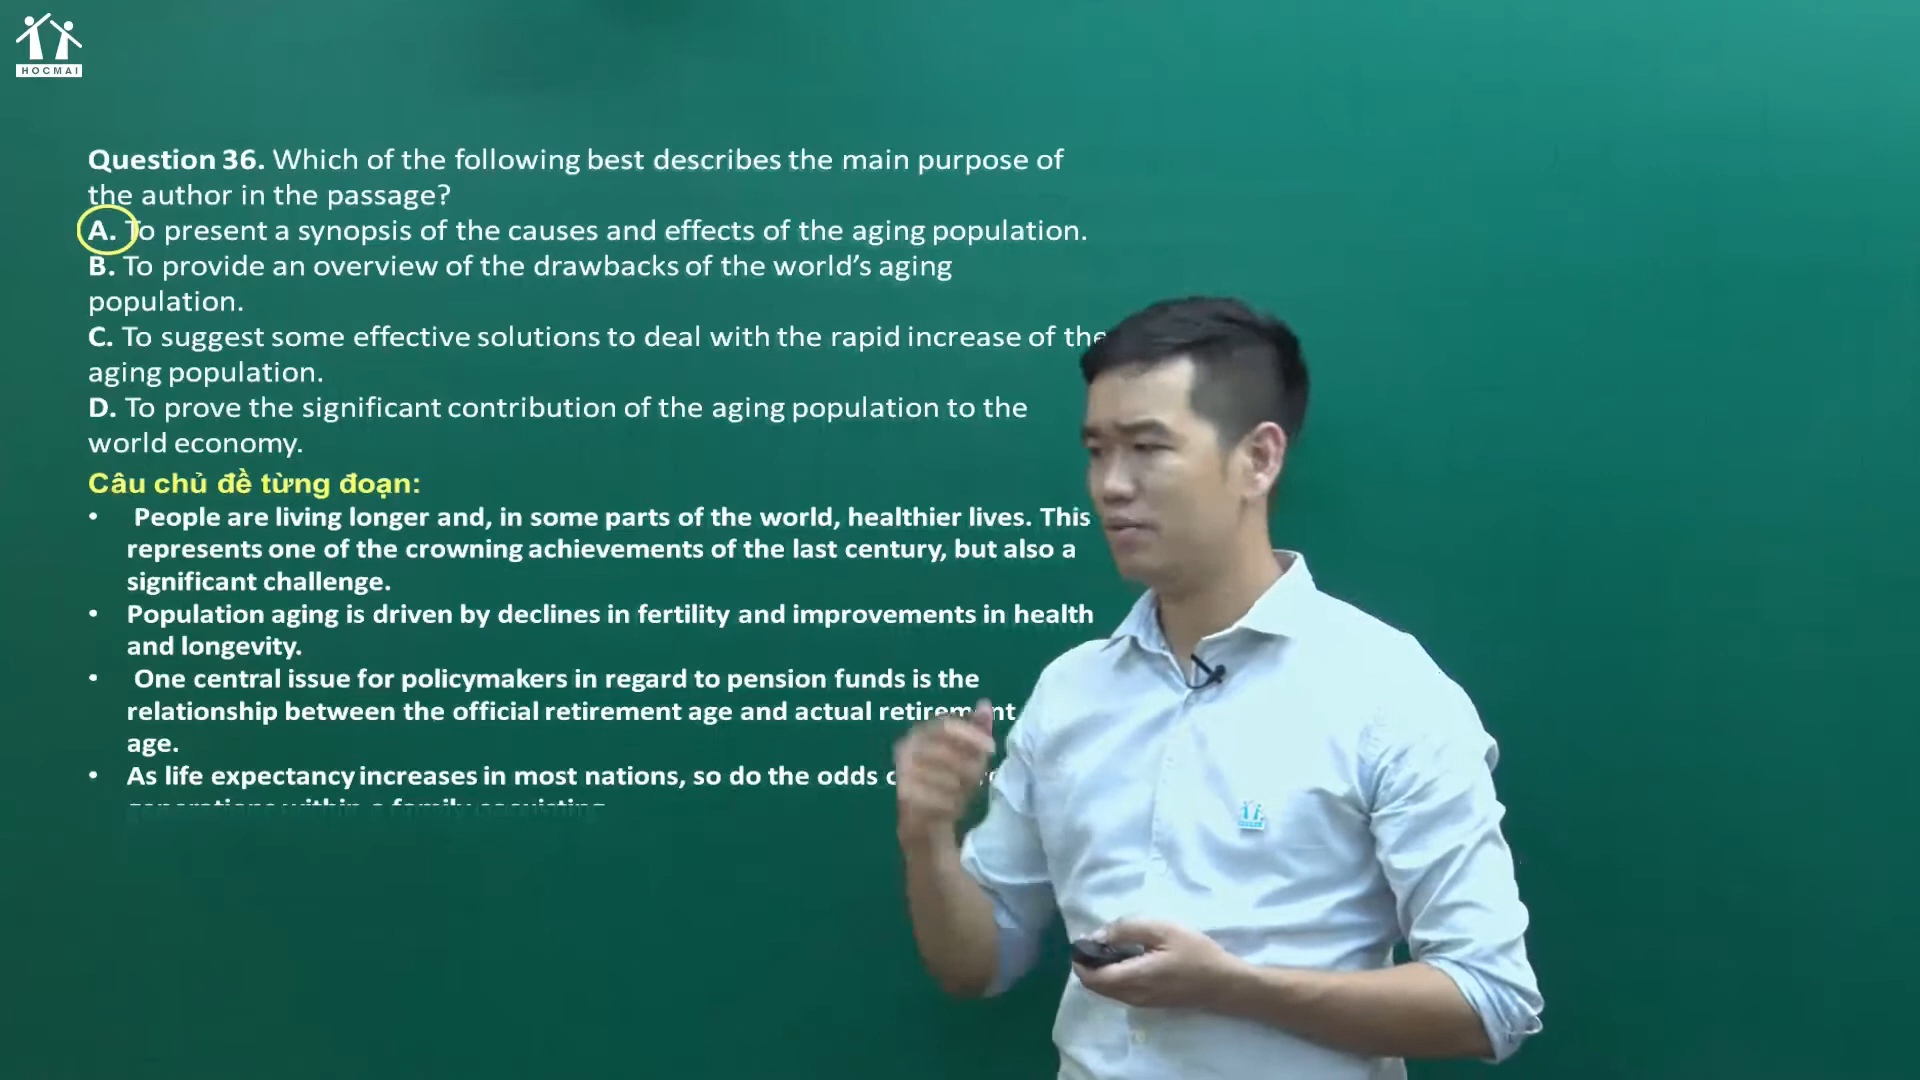 HOCMAI
Question 36. Which of the following best describes the main purpose of
the author in the passage?
A. To present a synopsis of the causes and effects of the aging population.
B. To provide an overview of the drawbacks of the world’s aging
population.
C. To suggest some effective solutions to deal with the rapid increase of the
aging population.
D. To prove the significant contribution of the aging population to the
world economy.
Câu chủ đề từng đoạn:
• People are living longer and, in some parts of the world, healthier lives. This
represents one of the crowning achievements of the last century, but also a
significant challenge.
• Population aging is driven by declines in fertility and improvements in health
and longevity.
• One central issue for policymakers in regard to pension funds is the
relationship between the official retirement age and actual retirement
age.
• As life expectancy increases in most nations, so do the odds
generations within a family coexisting.